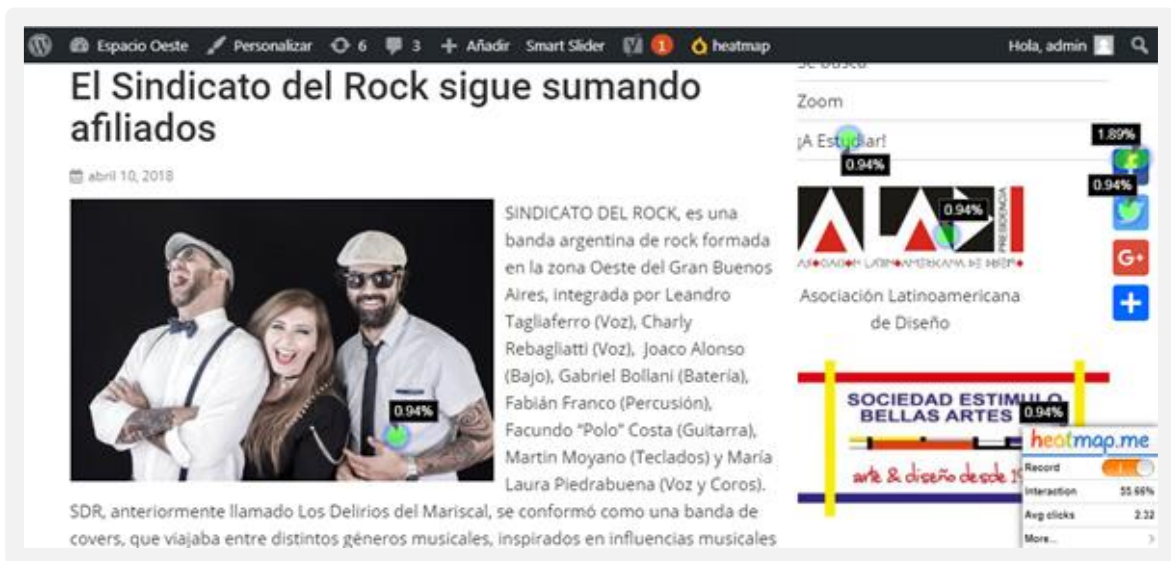 Espacio Oeste Personalizar 6 3 + Añadir Smart Slider 1 heatmap Hola, admin
El Sindicato del Rock sigue sumando
afiliados
abril 10, 2018
SINDICATO DEL ROCK, es una
banda argentina de rock formada
en la zona Oeste del Gran Buenos
Aires, integrada por Leandro
Tagliaferro (Voz), Charly
Rebagliatti (Voz), Joaco Alonso
(Bajo), Gabriel Bollani (Batería),
Fabián Franco (Percusión),
Facundo “Polo” Costa (Guitarra),
Martin Moyano (Teclados) y María
Laura Piedrabuena (Voz y Coros).
SDR, anteriormente llamado Los Delirios del Mariscal, se conformó como una banda de
covers, que viajaba entre distintos géneros musicales, inspirados en influencias musicales
0.94%
Zoom
¡A Estudiar!
0.94%
1.89%
0.94%
G+
0.94%
PRESIDENCIA
ASOCIACION LATINOAMERICANA DE DISEÑO
Asociación Latinoamericana
de Diseño
SOCIEDAD ESTIMULO
BELLAS ARTES
0.94%
arte & diseño desde
heatmap.me
Record
Interaction 55.66%
Avg clicks 2.32
More...